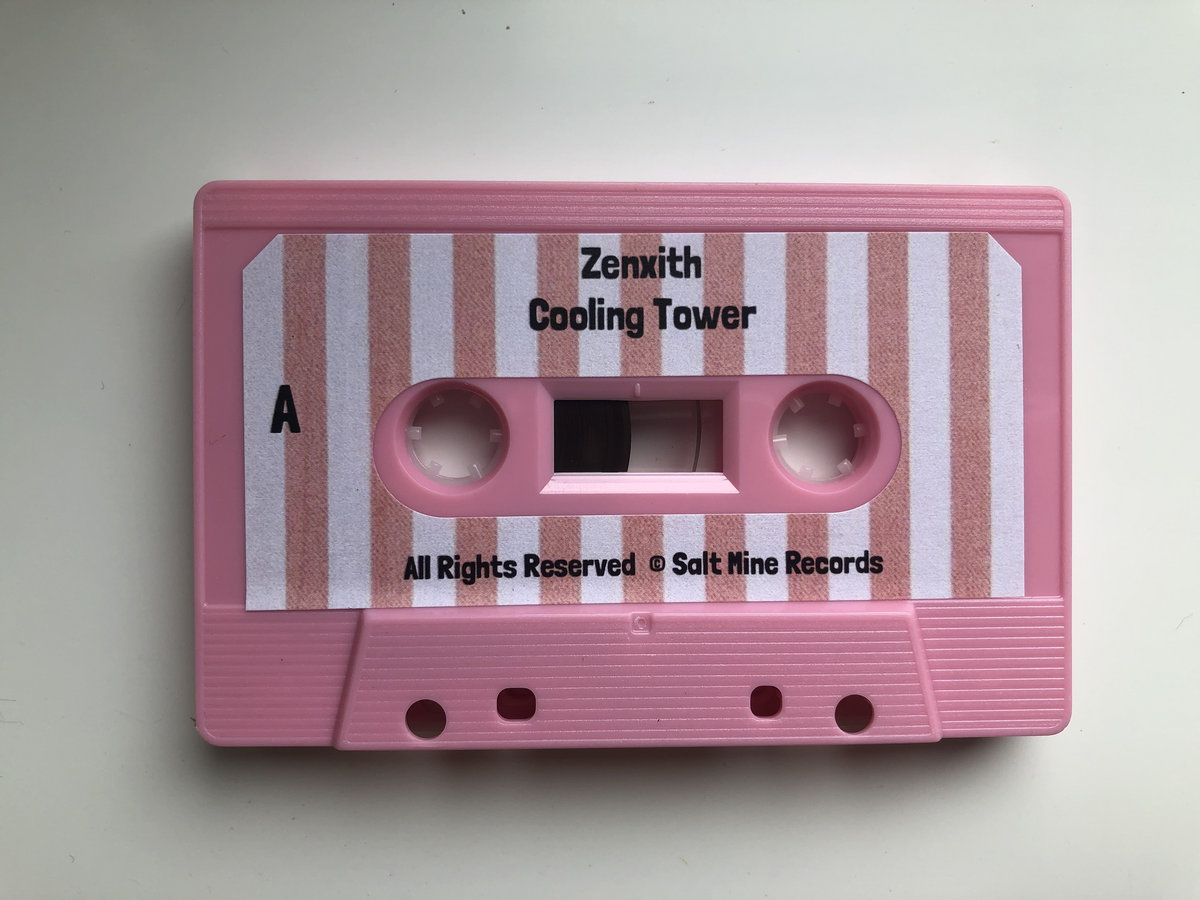 Zenxith
Cooling Tower
A
All Rights Reserved © Salt Mine Records